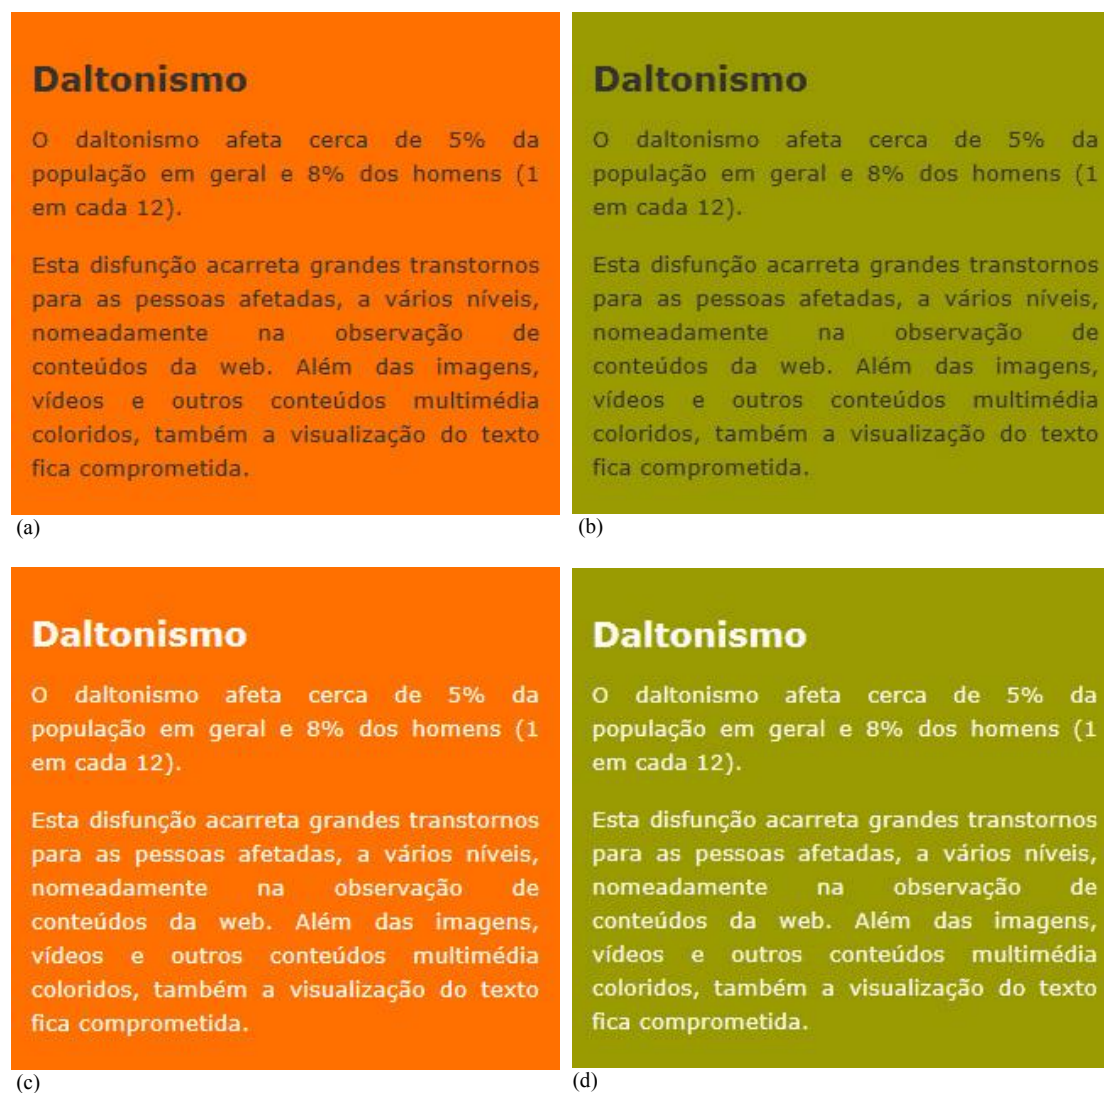 Daltonismo
O daltonismo afeta cerca de 5% da
população em geral e 8% dos homens (1
em cada 12).
Esta disfunção acarreta grandes transtornos
para as pessoas afetadas, a vários níveis,
nomeadamente na observação de
conteúdos da web. Além das imagens,
vídeos e outros conteúdos multimédia
coloridos, também a visualização do texto
fica comprometida.
(a)
Daltonismo
O daltonismo afeta cerca de 5% da
população em geral e 8% dos homens (1
em cada 12).
Esta disfunção acarreta grandes transtornos
para as pessoas afetadas, a vários níveis,
nomeadamente na observação de
conteúdos da web. Além das imagens,
vídeos e outros conteúdos multimédia
coloridos, também a visualização do texto
fica comprometida.
(b)
Daltonismo
O daltonismo afeta cerca de 5% da
população em geral e 8% dos homens (1
em cada 12).
Esta disfunção acarreta grandes transtornos
para as pessoas afetadas, a vários níveis,
nomeadamente na observação de
conteúdos da web. Além das imagens,
vídeos e outros conteúdos multimédia
coloridos, também a visualização do texto
fica comprometida.
(c)
Daltonismo
O daltonismo afeta cerca de 5% da
população em geral e 8% dos homens (1
em cada 12).
Esta disfunção acarreta grandes transtornos
para as pessoas afetadas, a vários níveis,
nomeadamente na observação de
conteúdos da web. Além das imagens,
vídeos e outros conteúdos multimédia
coloridos, também a visualização do texto
fica comprometida.
(d)